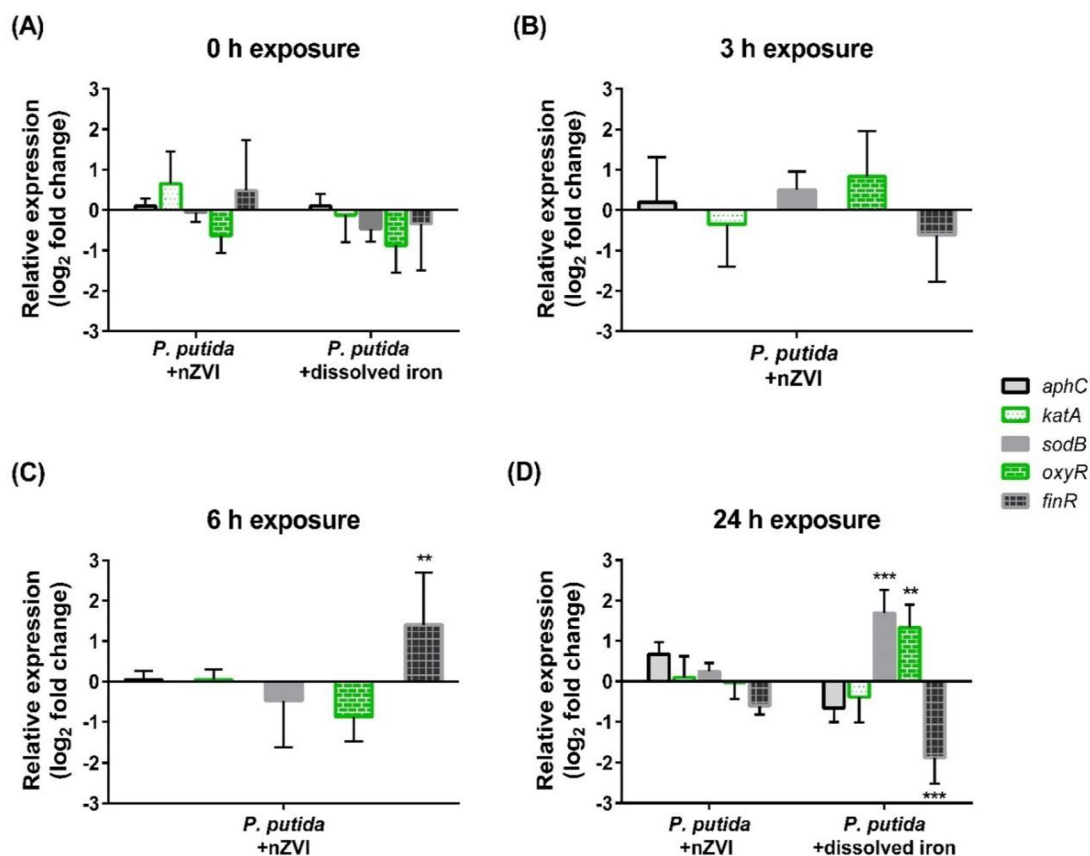 (A)
0 h exposure
Relative expression
(log2 fold change)
3
2
1
0
-1
-2
-3
P. putida
+nZVI
P. putida
+dissolved iron
(B)
3 h exposure
Relative expression
(log2 fold change)
3
2
1
0
-1
-2
-3
P. putida
+nZVI
aphC
katA
sodB
oxyR
finR
(C)
6 h exposure
Relative expression
(log2 fold change)
3
2
1
0
-1
-2
-3
**
P. putida
+nZVI
(D)
24 h exposure
Relative expression
(log2 fold change)
3
2
1
0
-1
-2
-3
***
**
***
P. putida
+nZVI
P. putida
+dissolved iron